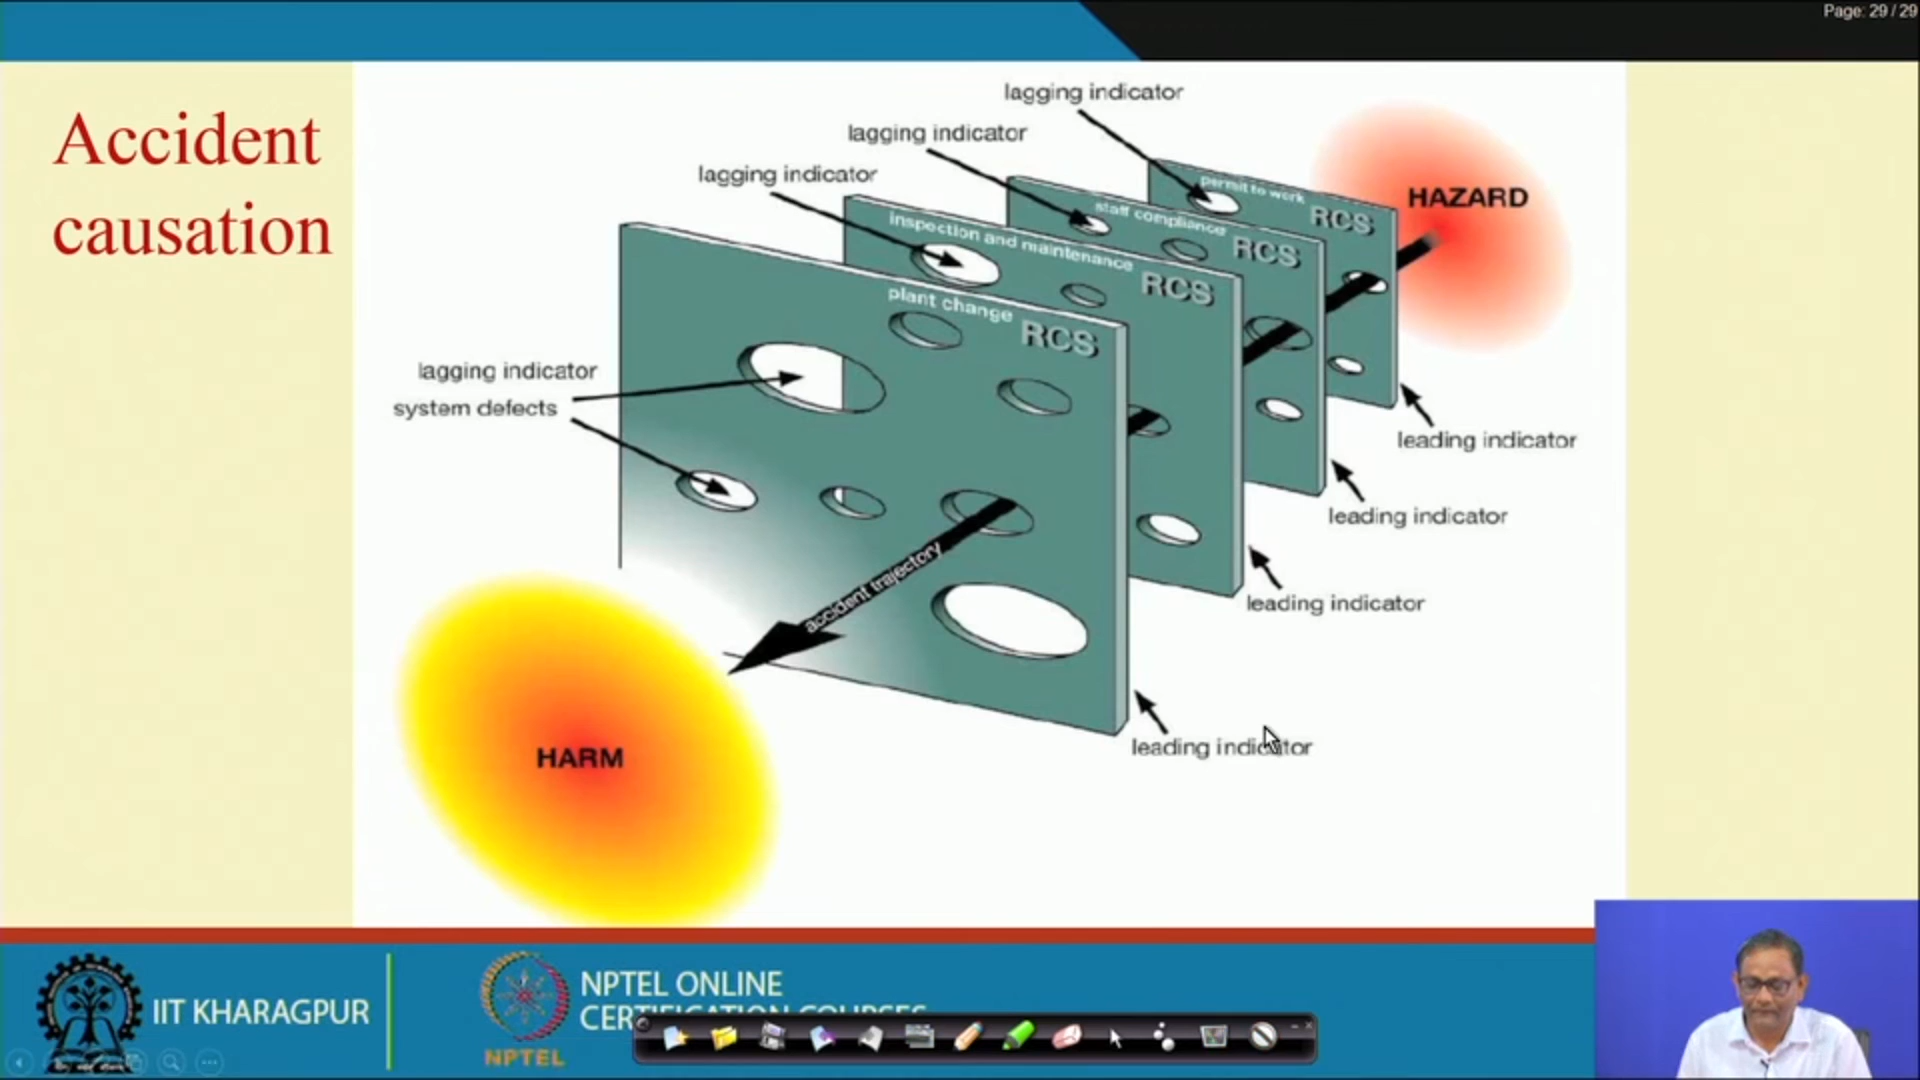 Page: 29 / 29
Accident
causation
lagging indicator
lagging indicator
lagging indicator
permit to work
RCS
HAZARD
staff compliance
RCS
inspection and maintenance
RCS
plant change
RCS
lagging indicator
system defects
leading indicator
leading indicator
accident trajectory
leading indicator
leading indicator
HARM
IIT KHARAGPUR
NPTEL
NPTEL ONLINE
CERTIFICATION COURSES